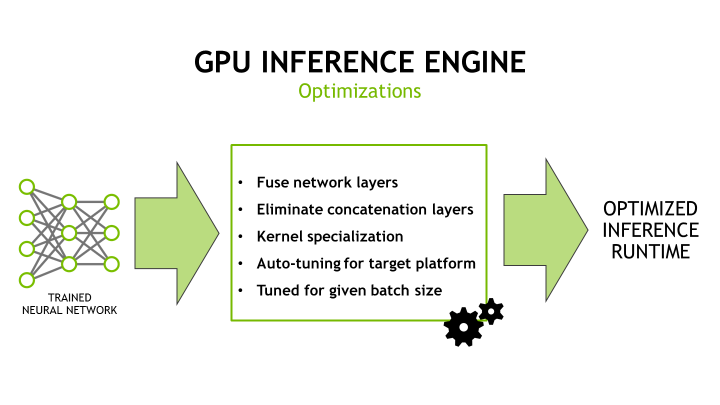 GPU INFERENCE ENGINE
Optimizations
• Fuse network layers
• Eliminate concatenation layers
• Kernel specialization
• Auto-tuning for target platform
• Tuned for given batch size
TRAINED
NEURAL NETWORK
OPTIMIZED
INFERENCE
RUNTIME